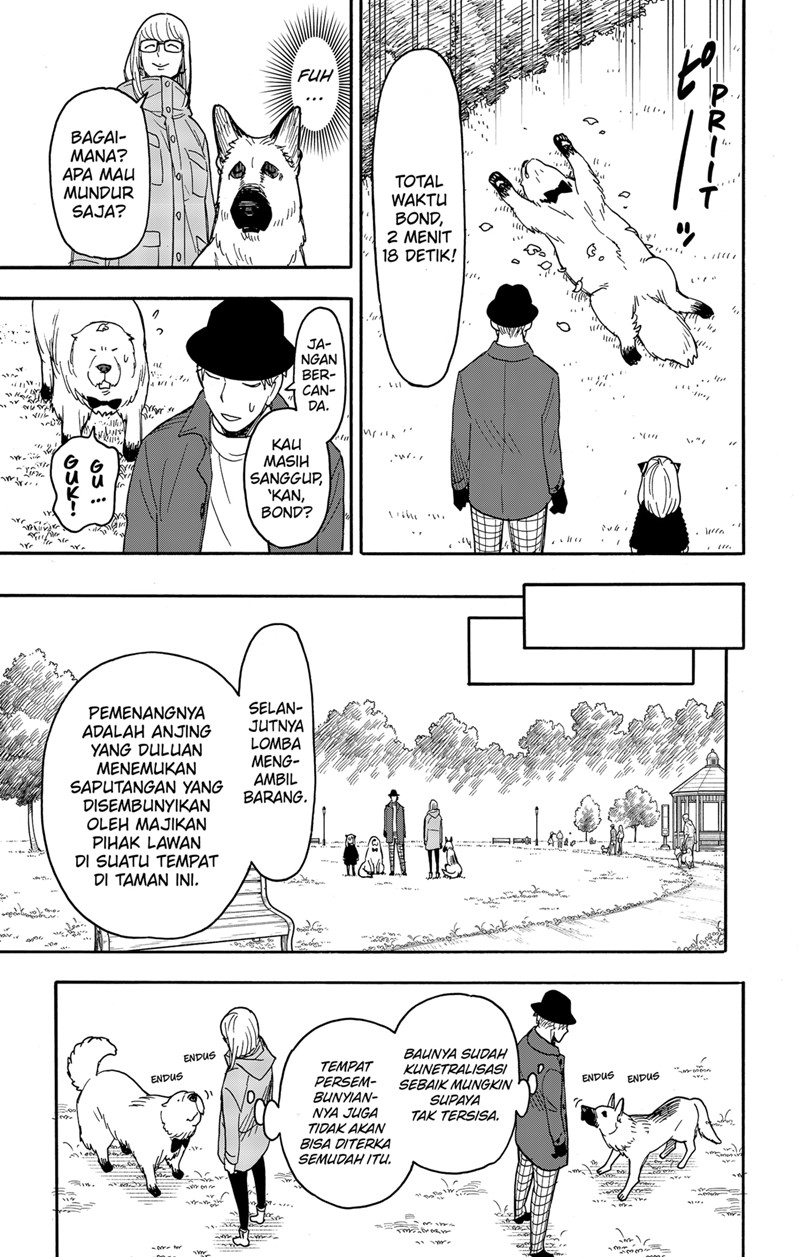 ピーッ
PRIIT
TOTAL
WAKTU
BOND,
2 MENIT
18 DETIK!
FUH
...
BAGAI-
MANA?
APA MAU
MUNDUR
SAJA?
JA-
NGAN
BER-
CAN-
DA.
KAU
MASIH
SANGGUP,
'KAN,
BOND?
GU...
GUK!
SELAN-
JUTNYA
LOMBA
MENG-
AMBIL
BARANG.
PEMENANGNYA
ADALAH ANJING
YANG DULUAN
MENEMUKAN
SAPUTANGAN YANG
DISEMBUNYIKAN
OLEH MAJIKAN
PIHAK LAWAN
DI SUATU TEMPAT
DI TAMAN INI.
ENDUS ENDUS
BAUNYA SUDAH
KUNETRALISASI
SEBAIK MUNGKIN
SUPAYA
TAK TERSISA.
TEMPAT
PERSEM-
BUNYIAN-
NYA JUGA
TIDAK AKAN
BISA DITERKA
SEMUDAH ITU.
ENDUS
ENDUS